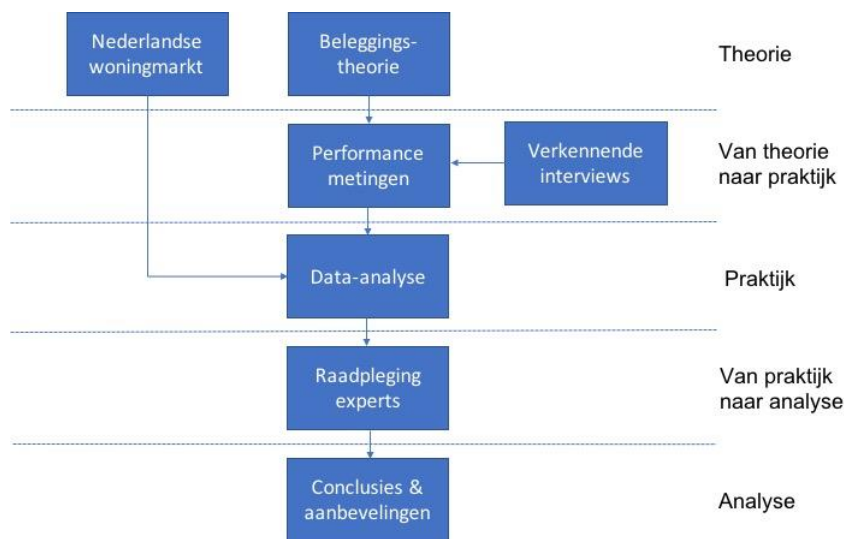 Nederlandse
woningmarkt
Beleggings-
theorie
Theorie
Performance
metingen
Verkennende
interviews
Van theorie
naar praktijk
Data-analyse
Praktijk
Raadpleging
experts
Van praktijk
naar analyse
Conclusies &
aanbevelingen
Analyse